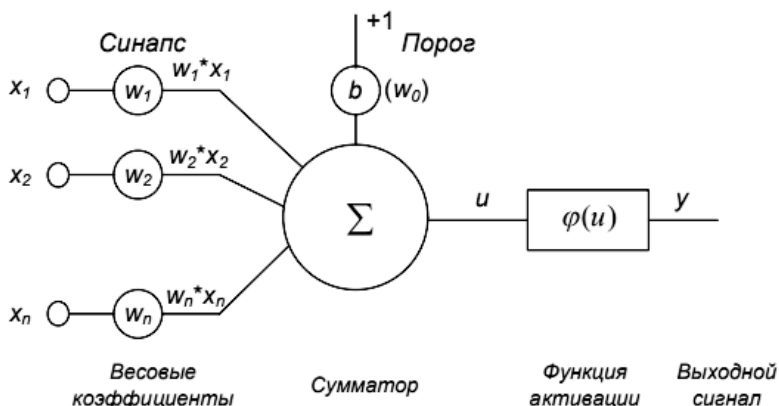 +1
Синапс
Порог
x₁
w₁
w₁*x₁
b
(w₀)
x₂
w₂
w₂*x₂
Σ
u
φ(u)
y
xₙ
wₙ
wₙ*xₙ
Весовые
коэффициенты
Сумматор
Функция
активации
Выходной
сигнал